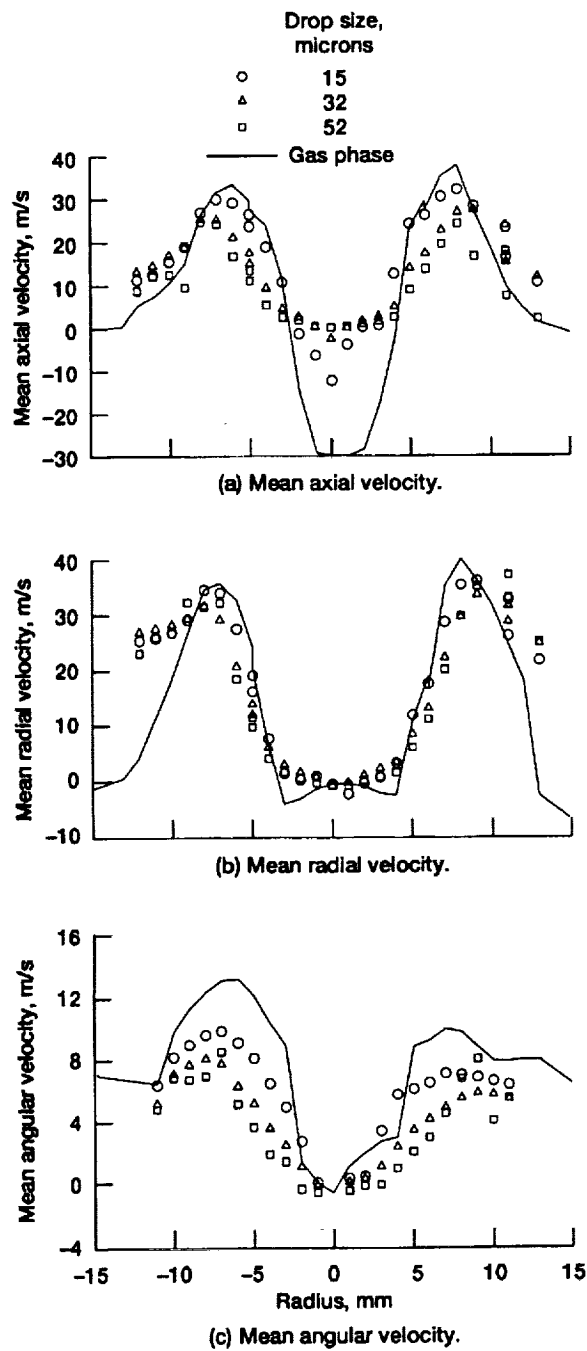 Drop size,
microns
15
32
52
Gas phase
40
30
20
10
0
−10
−20
−30
Mean axial velocity, m/s
(a) Mean axial velocity.
40
30
20
10
0
−10
Mean radial velocity, m/s
(b) Mean radial velocity.
16
12
8
4
0
−4
Mean angular velocity, m/s
−15 −10 −5 0 5 10 15
Radius, mm
(c) Mean angular velocity.